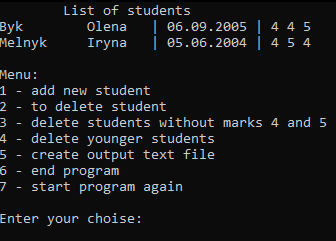 List of students
Byk Olena | 06.09.2005 | 4 4 5
Melnyk Iryna | 05.06.2004 | 4 5 4
Menu:
1 - add new student
2 - to delete student
3 - delete students without marks 4 and 5
4 - delete younger students
5 - create output text file
6 - end program
7 - start program again
Enter your choise: